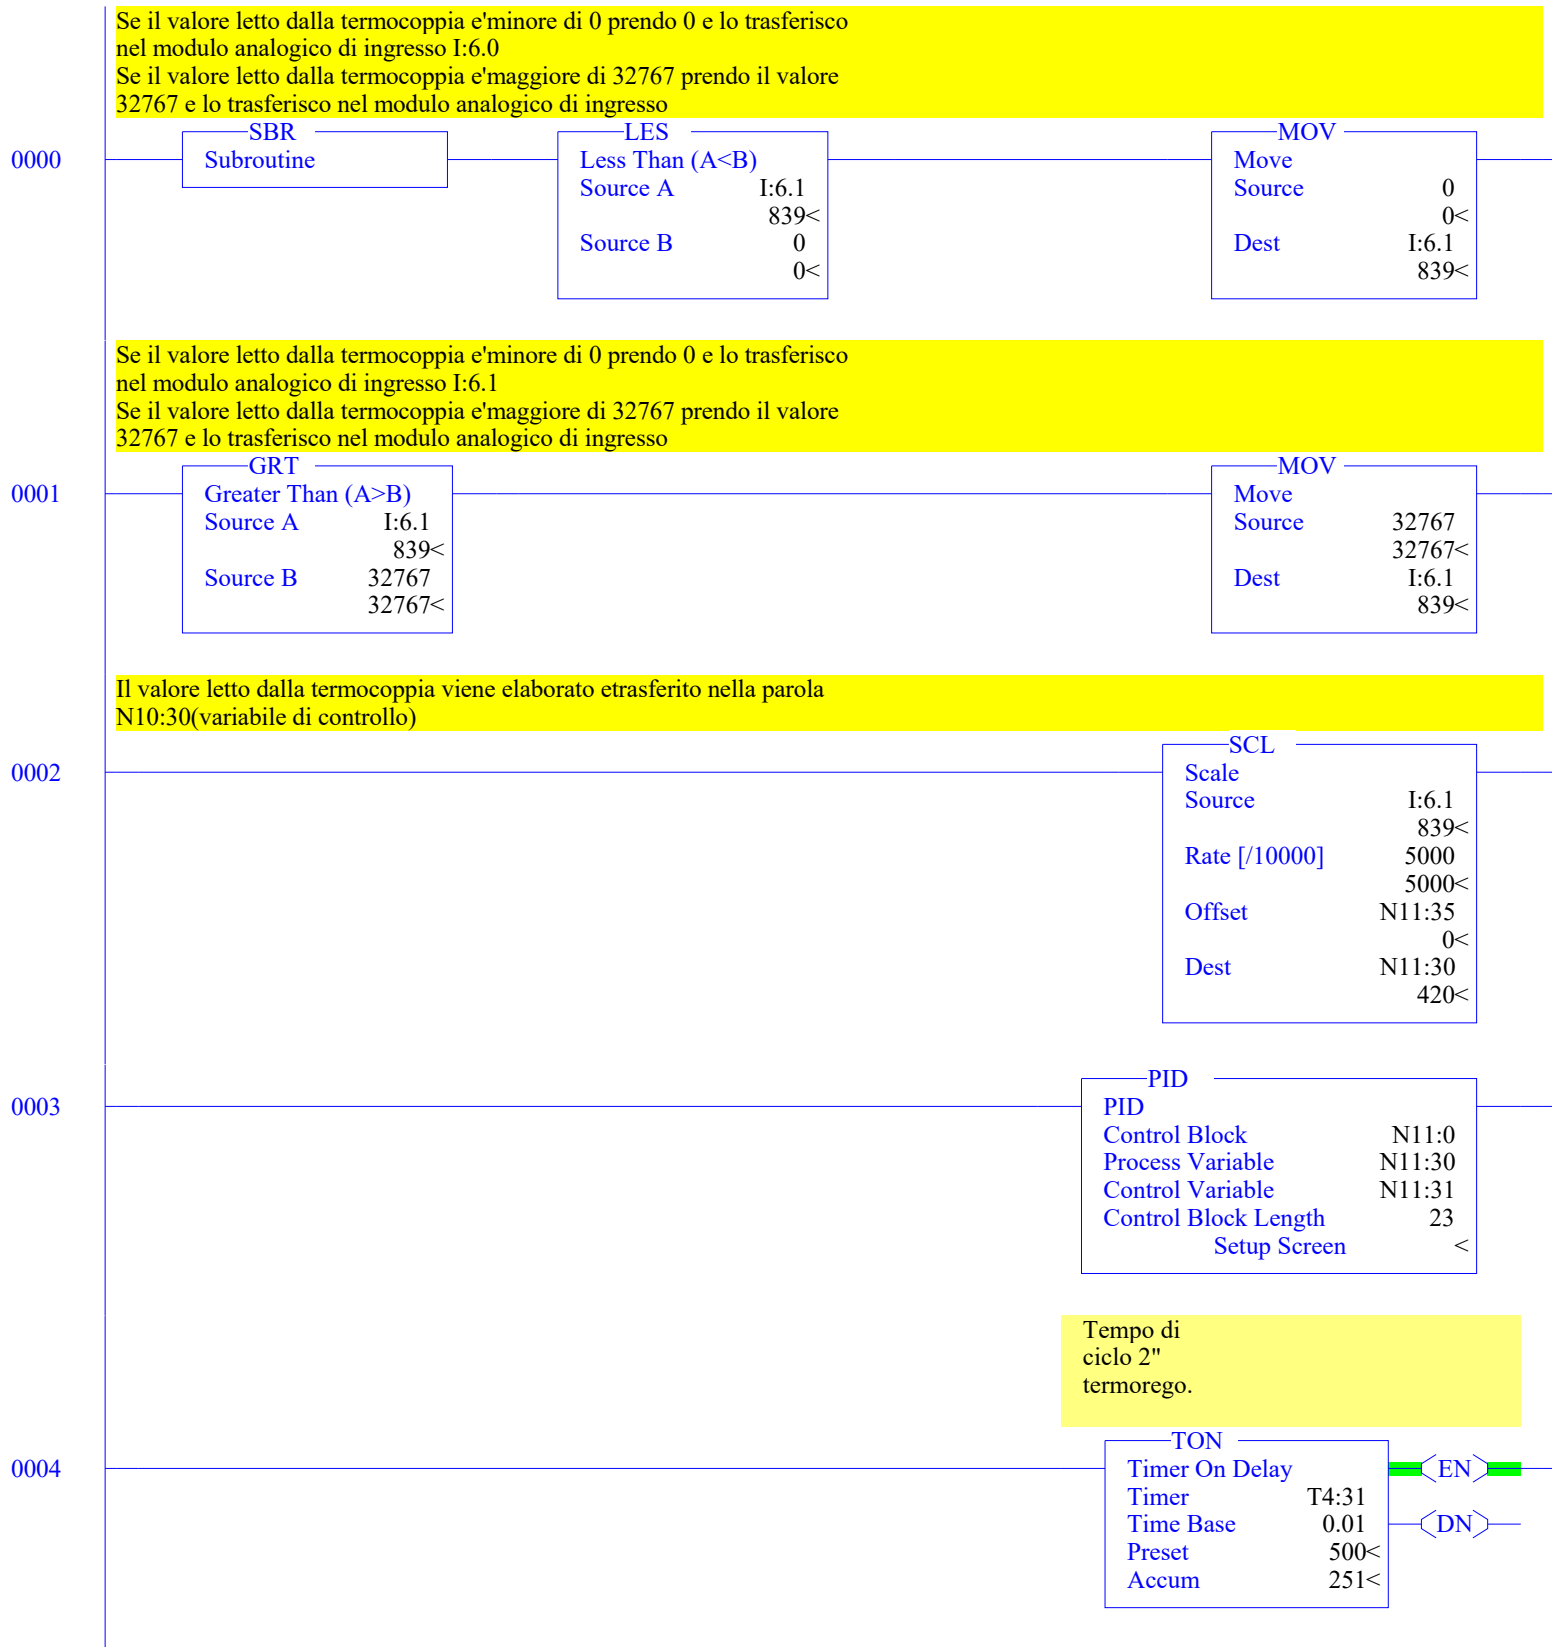 Se il valore letto dalla termocoppia e'minore di 0 prendo 0 e lo trasferisco
nel modulo analogico di ingresso I:6.0
Se il valore letto dalla termocoppia e'maggiore di 32767 prendo il valore
32767 e lo trasferisco nel modulo analogico di ingresso
0000
SBR
Subroutine
LES
Less Than (A<B)
Source A I:6.1
839<
Source B 0
0<
MOV
Move
Source 0
0<
Dest I:6.1
839<
Se il valore letto dalla termocoppia e'minore di 0 prendo 0 e lo trasferisco
nel modulo analogico di ingresso I:6.1
Se il valore letto dalla termocoppia e'maggiore di 32767 prendo il valore
32767 e lo trasferisco nel modulo analogico di ingresso
0001
GRT
Greater Than (A>B)
Source A I:6.1
839<
Source B 32767
32767<
MOV
Move
Source 32767
32767<
Dest I:6.1
839<
Il valore letto dalla termocoppia viene elaborato etrasferito nella parola
N10:30(variabile di controllo)
0002
SCL
Scale
Source I:6.1
839<
Rate [/10000] 5000
5000<
Offset N11:35
0<
Dest N11:30
420<
0003
PID
PID
Control Block N11:0
Process Variable N11:30
Control Variable N11:31
Control Block Length 23
Setup Screen <
Tempo di
ciclo 2"
termorego.
0004
TON
Timer On Delay
Timer T4:31
Time Base 0.01
Preset 500<
Accum 251<
EN
DN